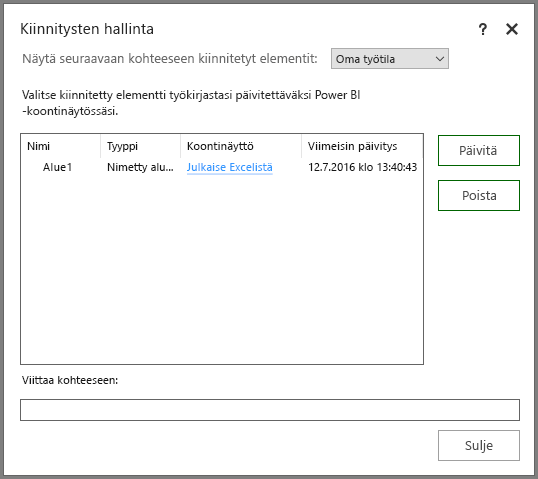 Kiinnitysten hallinta
?
Näytä seuraavaan kohteeseen kiinnitetyt elementit: Oma työtila
Valitse kiinnitetty elementti työkirjastasi päivitettäväksi Power BI
-koontinäytössäsi.
Nimi Tyyppi Koontinäyttö Viimeisin päivitys
Alue1 Nimetty alu... Julkaise Excelistä 12.7.2016 klo 13:40:43
Päivitä
Poista
Viittaa kohteeseen:
Sulje